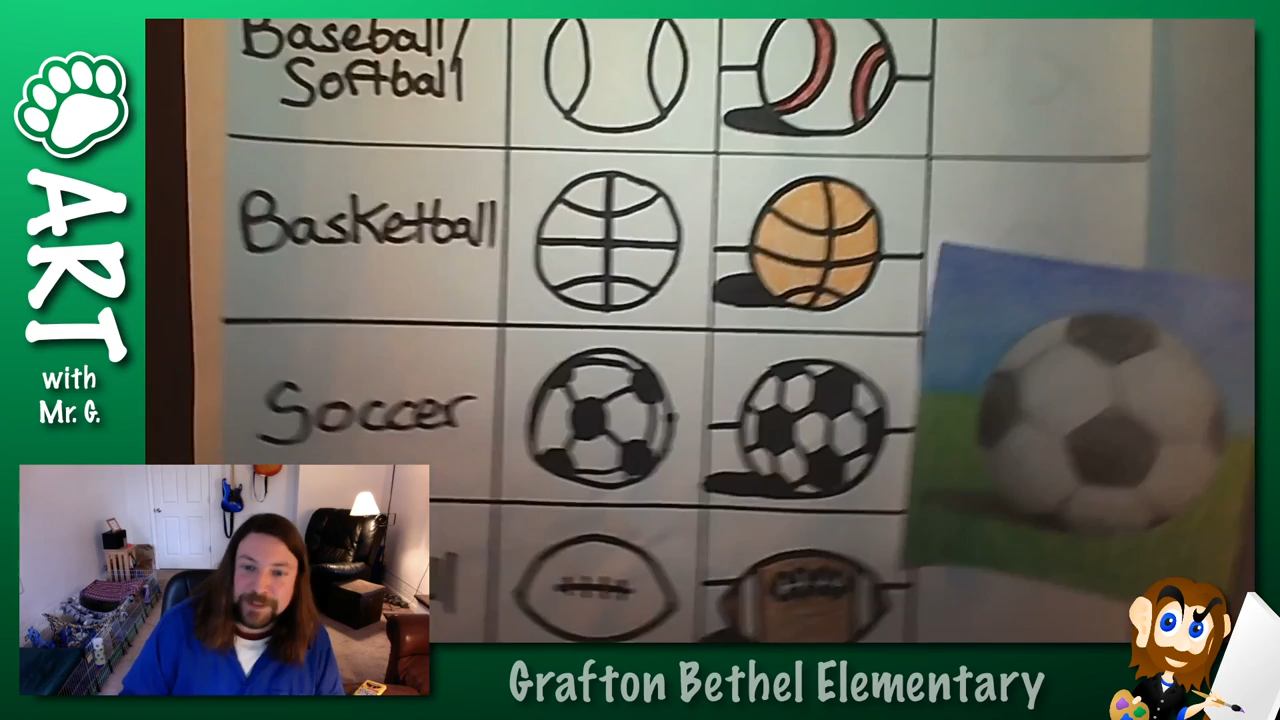 ART
with
Mr. G.
Baseball/
Softball
Basketball
Soccer
Grafton Bethel Elementary